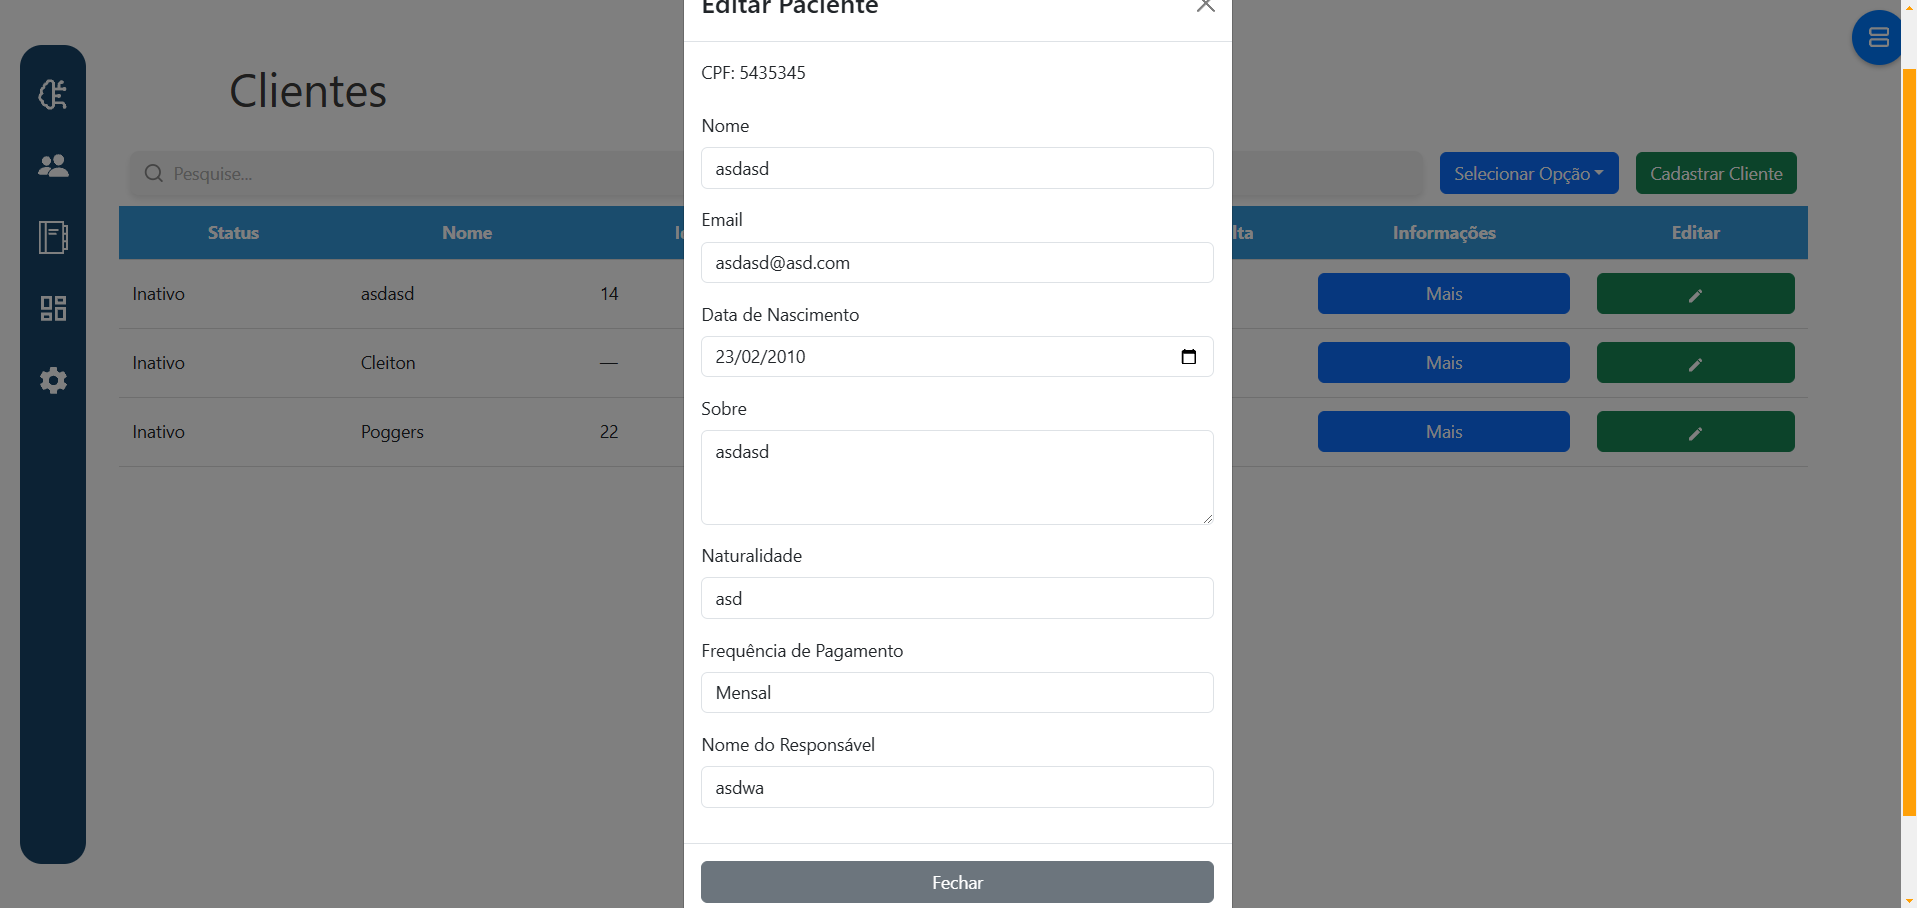 Editar Paciente
CPF: 5435345
Clientes
Nome
asdasd
Pesquise...
Selecionar Opção
Cadastrar Cliente
Email
asdasd@asd.com
Status Nome lta Informações Editar
Inativo asdasd 14 Mais
Data de Nascimento
23/02/2010
Inativo Cleiton — Mais
Sobre
asdasd
Inativo Poggers 22 Mais
Naturalidade
asd
Frequência de Pagamento
Mensal
Nome do Responsável
asdwa
Fechar